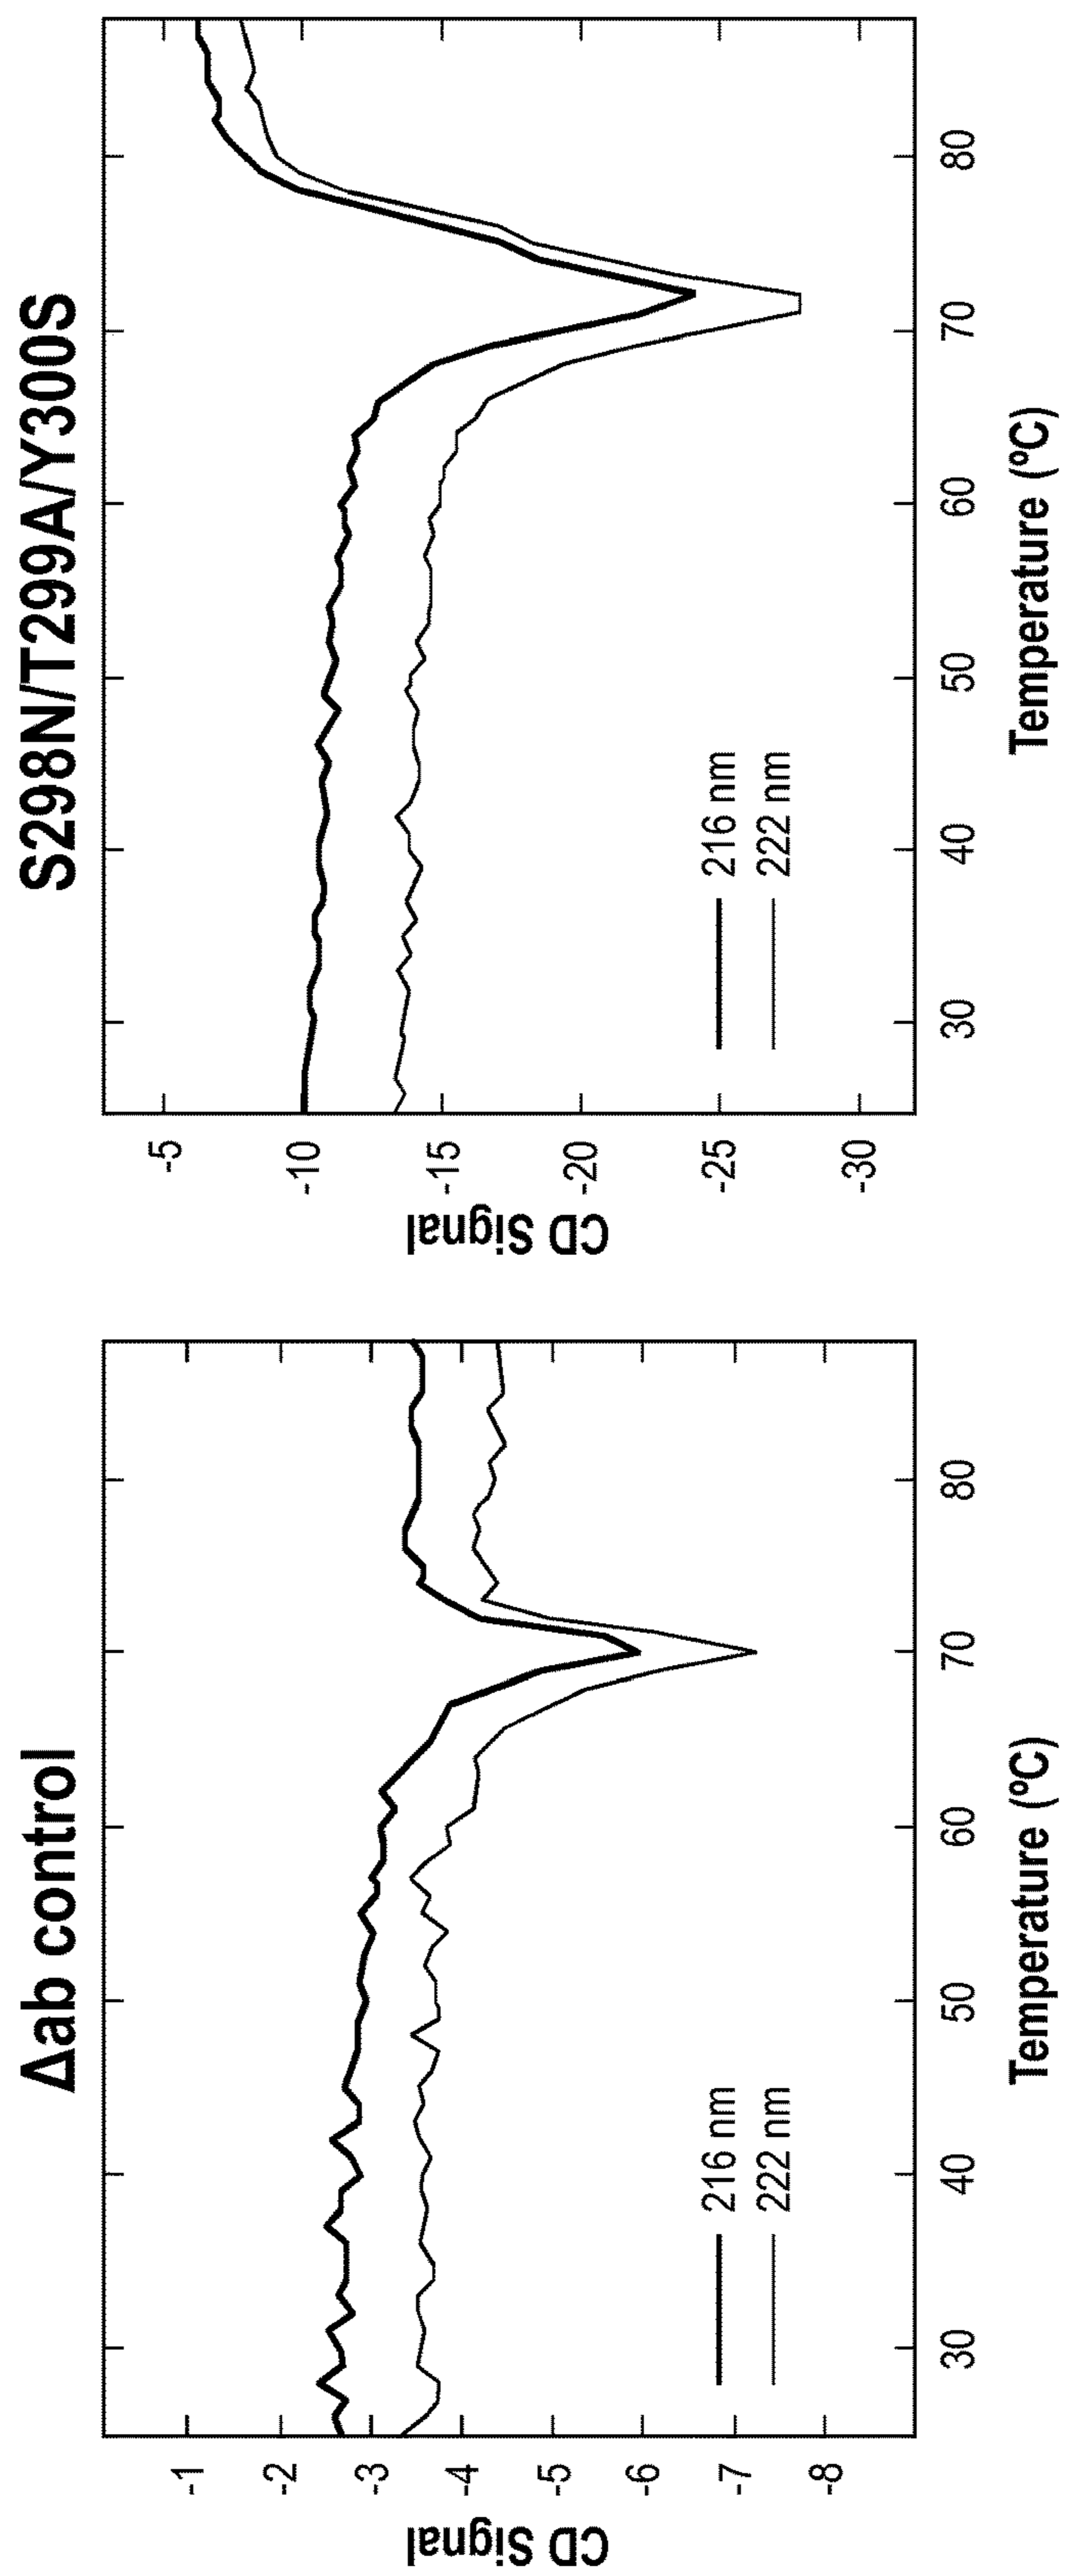 Δab control
CD Signal
-1
-2
-3
-4
-5
-6
-7
-8
216 nm
222 nm
30
40
50
60
70
80
Temperature (ºC)
S298N/T299A/Y300S
CD Signal
-5
-10
-15
-20
-25
-30
216 nm
222 nm
30
40
50
60
70
80
Temperature (ºC)